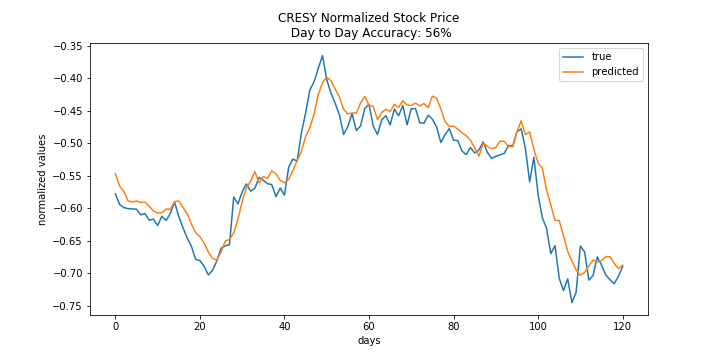 CRESY Normalized Stock Price
Day to Day Accuracy: 56%
true
predicted
normalized values
−0.35
−0.40
−0.45
−0.50
−0.55
−0.60
−0.65
−0.70
−0.75
0
20
40
60
80
100
120
days